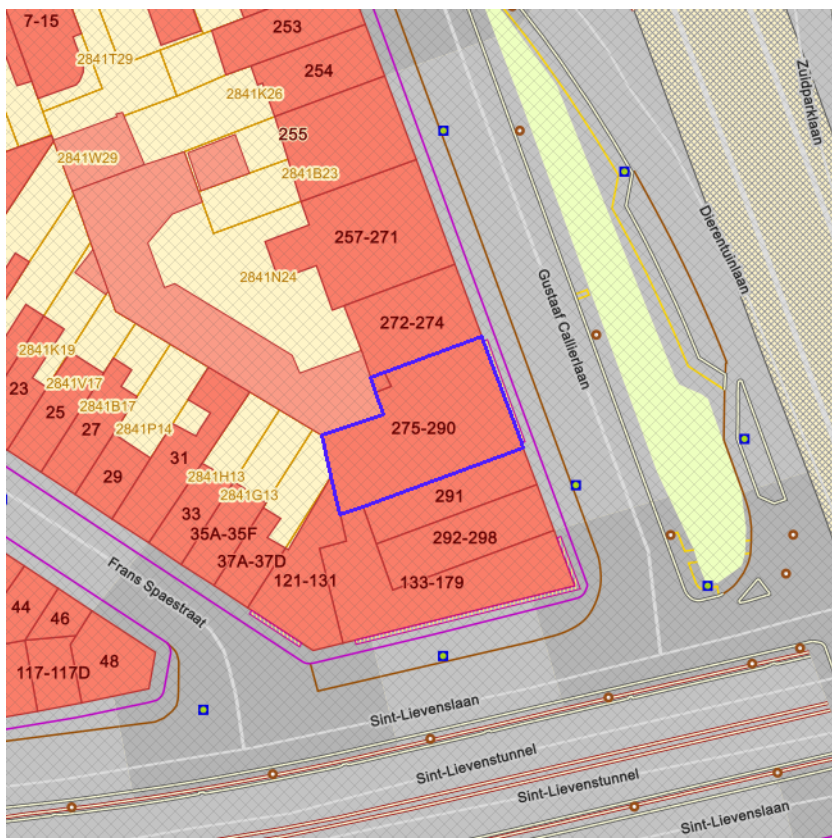 7-15
253
2841T29
254
2841K26
Zuidparklaan
255
2841W29
2841B23
Dierentuinlaan
257-271
2841N24
Gustaaf Callierlaan
272-274
2841K19
23
2841V17
25
2841B17
27
2841P14
275-290
31
29
2841H13
2841G13
291
33
35A-35F
292-298
37A-37D
Frans Spaestraat
121-131
133-179
44
46
48
117-117D
Sint-Lievenslaan
Sint-Lievenstunnel
Sint-Lievenstunnel
Sint-Lievenslaan